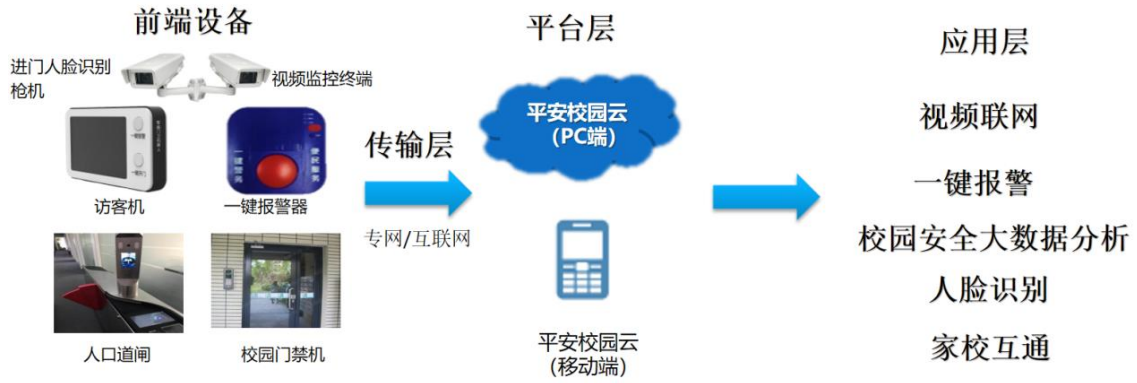 前端设备
平台层
应用层
进门人脸识别
枪机
视频监控终端
平安校园云
(PC端)
视频联网
传输层
一键报警
访客机
一键报警器
专网/互联网
校园安全大数据分析
人脸识别
人口道闸
校园门禁机
平安校园云
(移动端)
家校互通